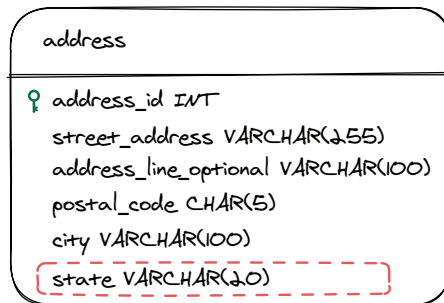 address
address_id INT
street_address VARCHAR(255)
address_line_optional VARCHAR(100)
postal_code CHAR(5)
city VARCHAR(100)
state VARCHAR(20)